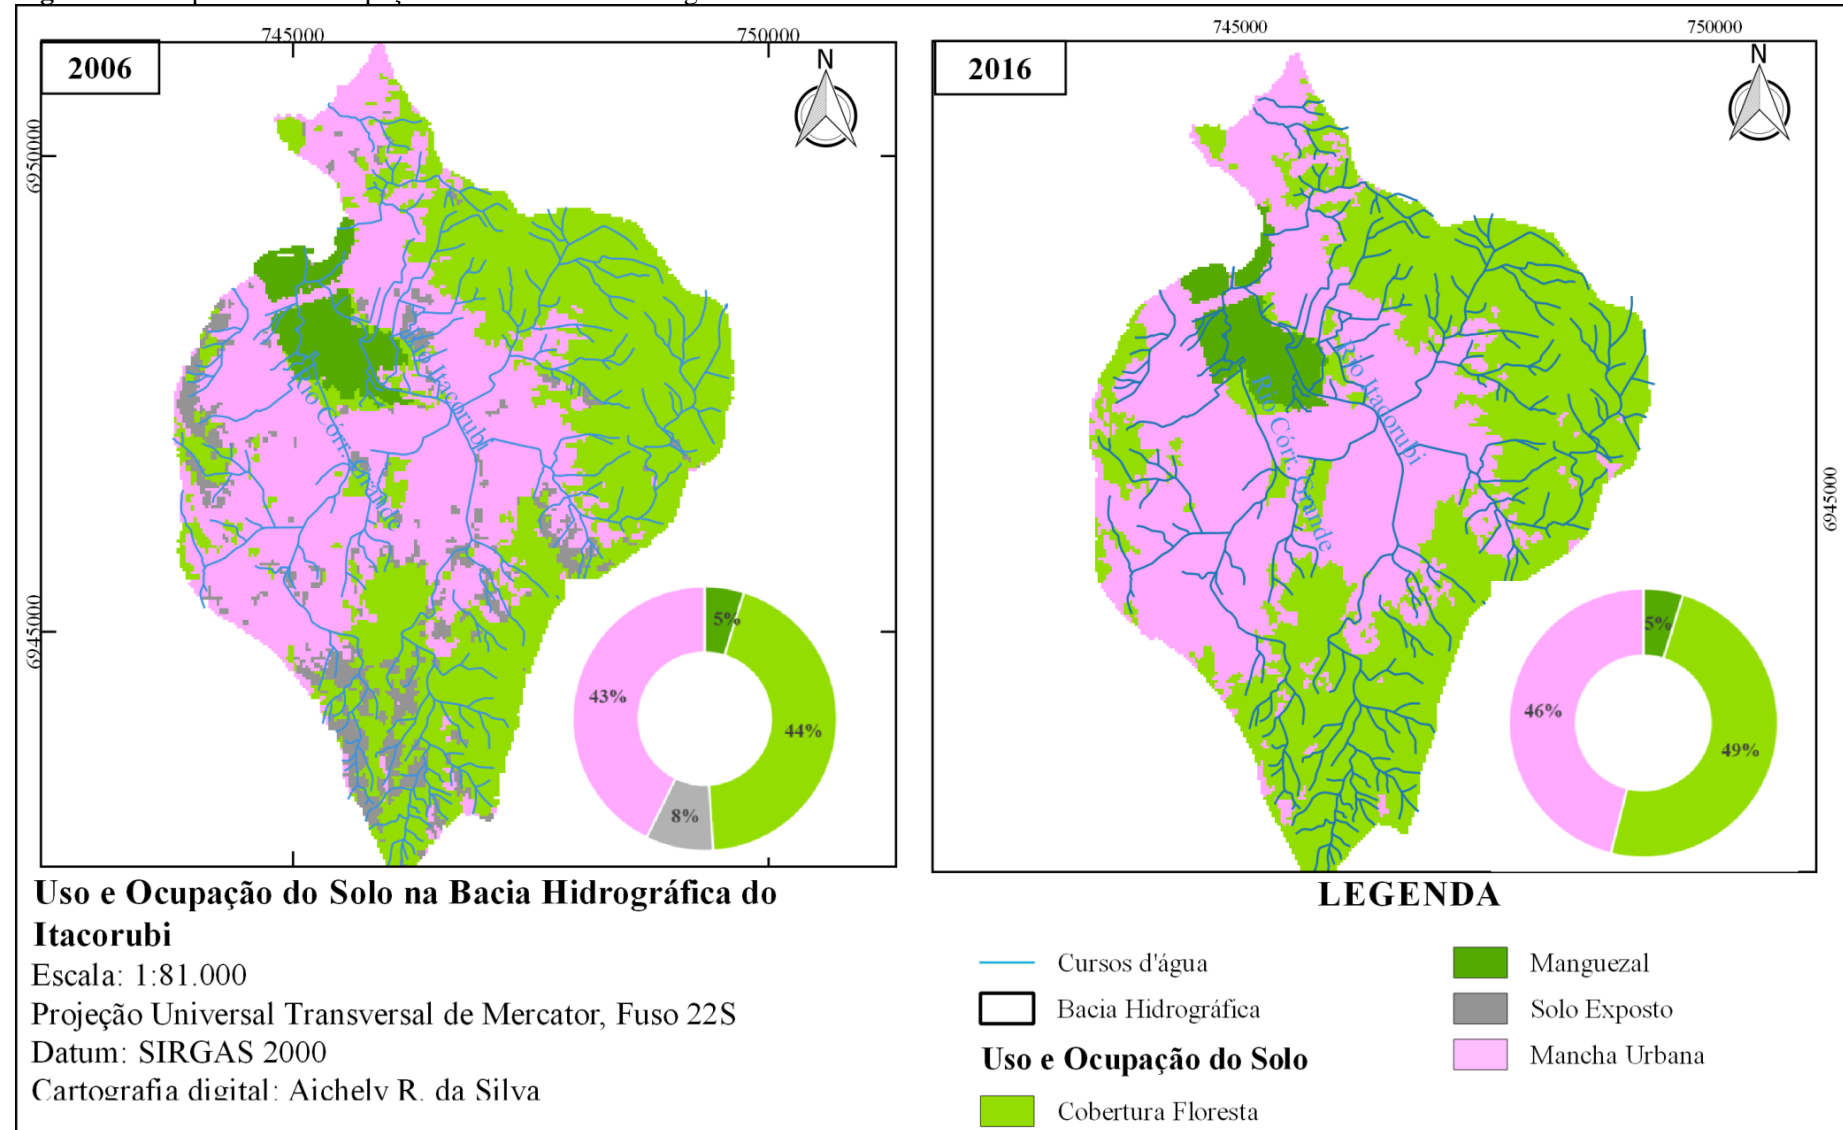 745000
750000
2006
N
6950000
6945000
Rio Itacorubi
Rio Córr. Grande
5%
44%
8%
43%
745000
750000
2016
N
6945000
Rio Itacorubi
Rio Córr. Grande
5%
49%
46%
Uso e Ocupação do Solo na Bacia Hidrográfica do
Itacorubi
Escala: 1:81.000
Projeção Universal Transversal de Mercator, Fuso 22S
Datum: SIRGAS 2000
Cartografia digital: Aichely R. da Silva
LEGENDA
Cursos d'água
Bacia Hidrográfica
Uso e Ocupação do Solo
Cobertura Floresta
Manguezal
Solo Exposto
Mancha Urbana